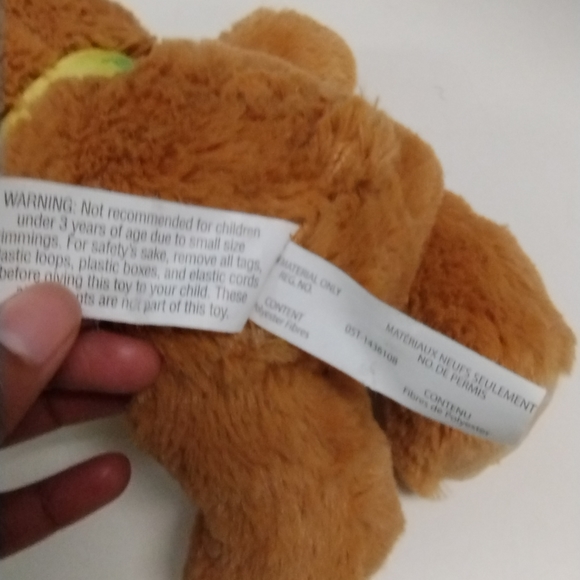 WARNING: Not recommended for children
under 3 years of age due to small size
immings. For safety's sake, remove all tags,
lastic loops, plastic boxes, and elastic cords
before giving this toy to your child. These
nts are not part of this toy.
MATERIAL ONLY
REG. NO.
CONTENT
olyester Fibres
MATÉRIAUX NEUFS SEULEMENT
NO. DE PERMIS
CONTENU
Fibres de Polyester